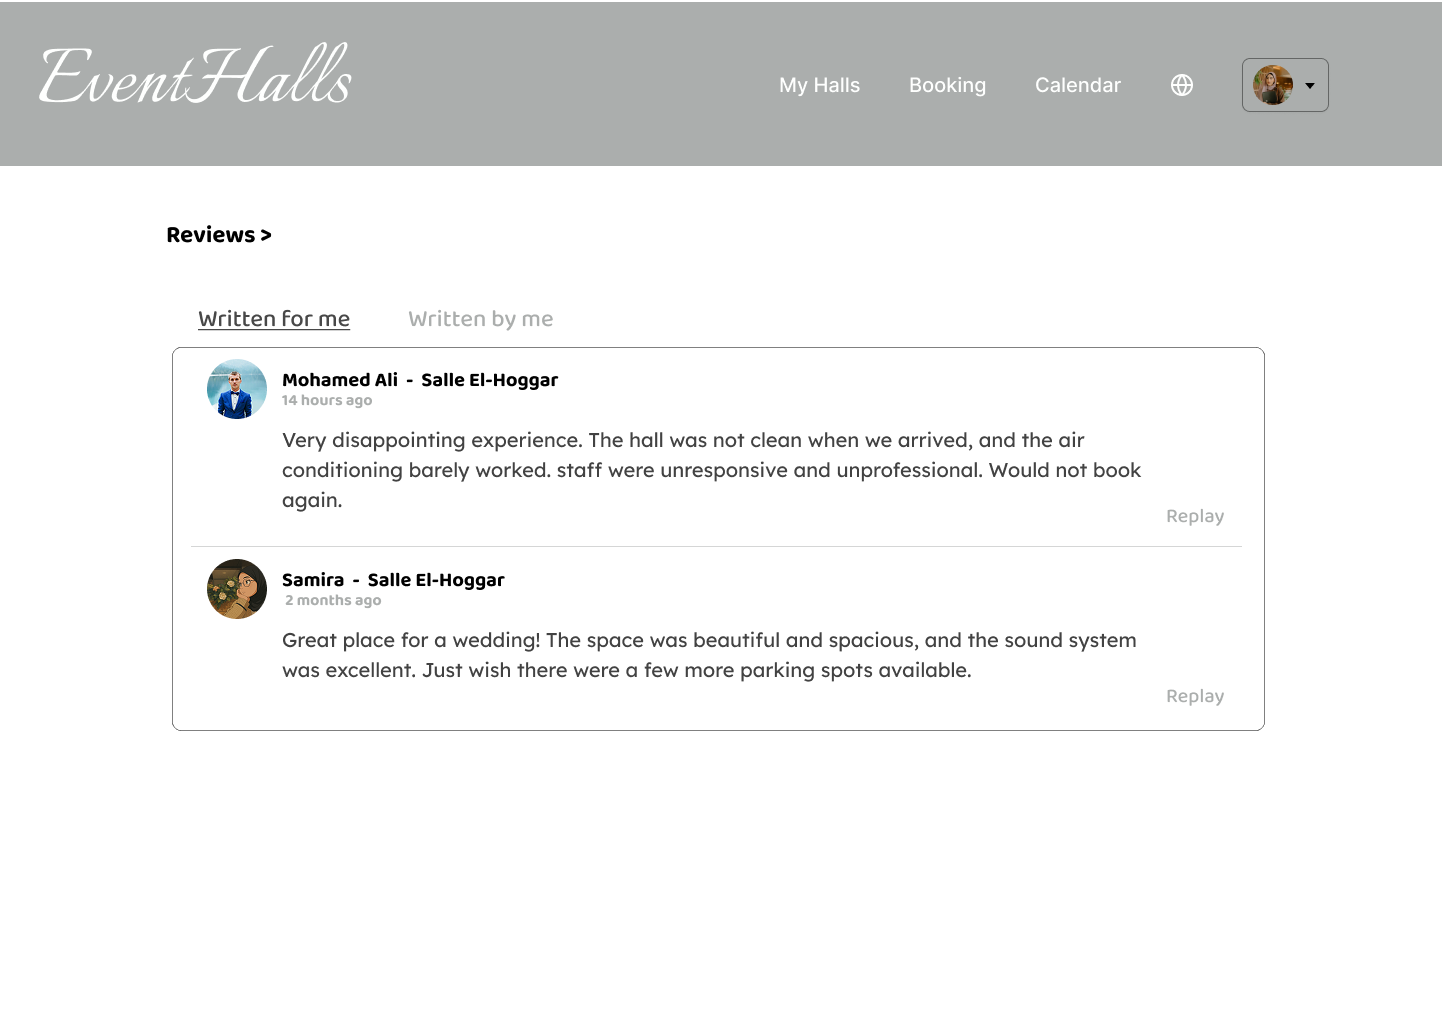 EventHalls
My Halls Booking Calendar
Reviews >
Written for me Written by me
Mohamed Ali - Salle El-Hoggar
14 hours ago
Very disappointing experience. The hall was not clean when we arrived, and the air
conditioning barely worked. staff were unresponsive and unprofessional. Would not book
again.
Replay
Samira - Salle El-Hoggar
2 months ago
Great place for a wedding! The space was beautiful and spacious, and the sound system
was excellent. Just wish there were a few more parking spots available.
Replay